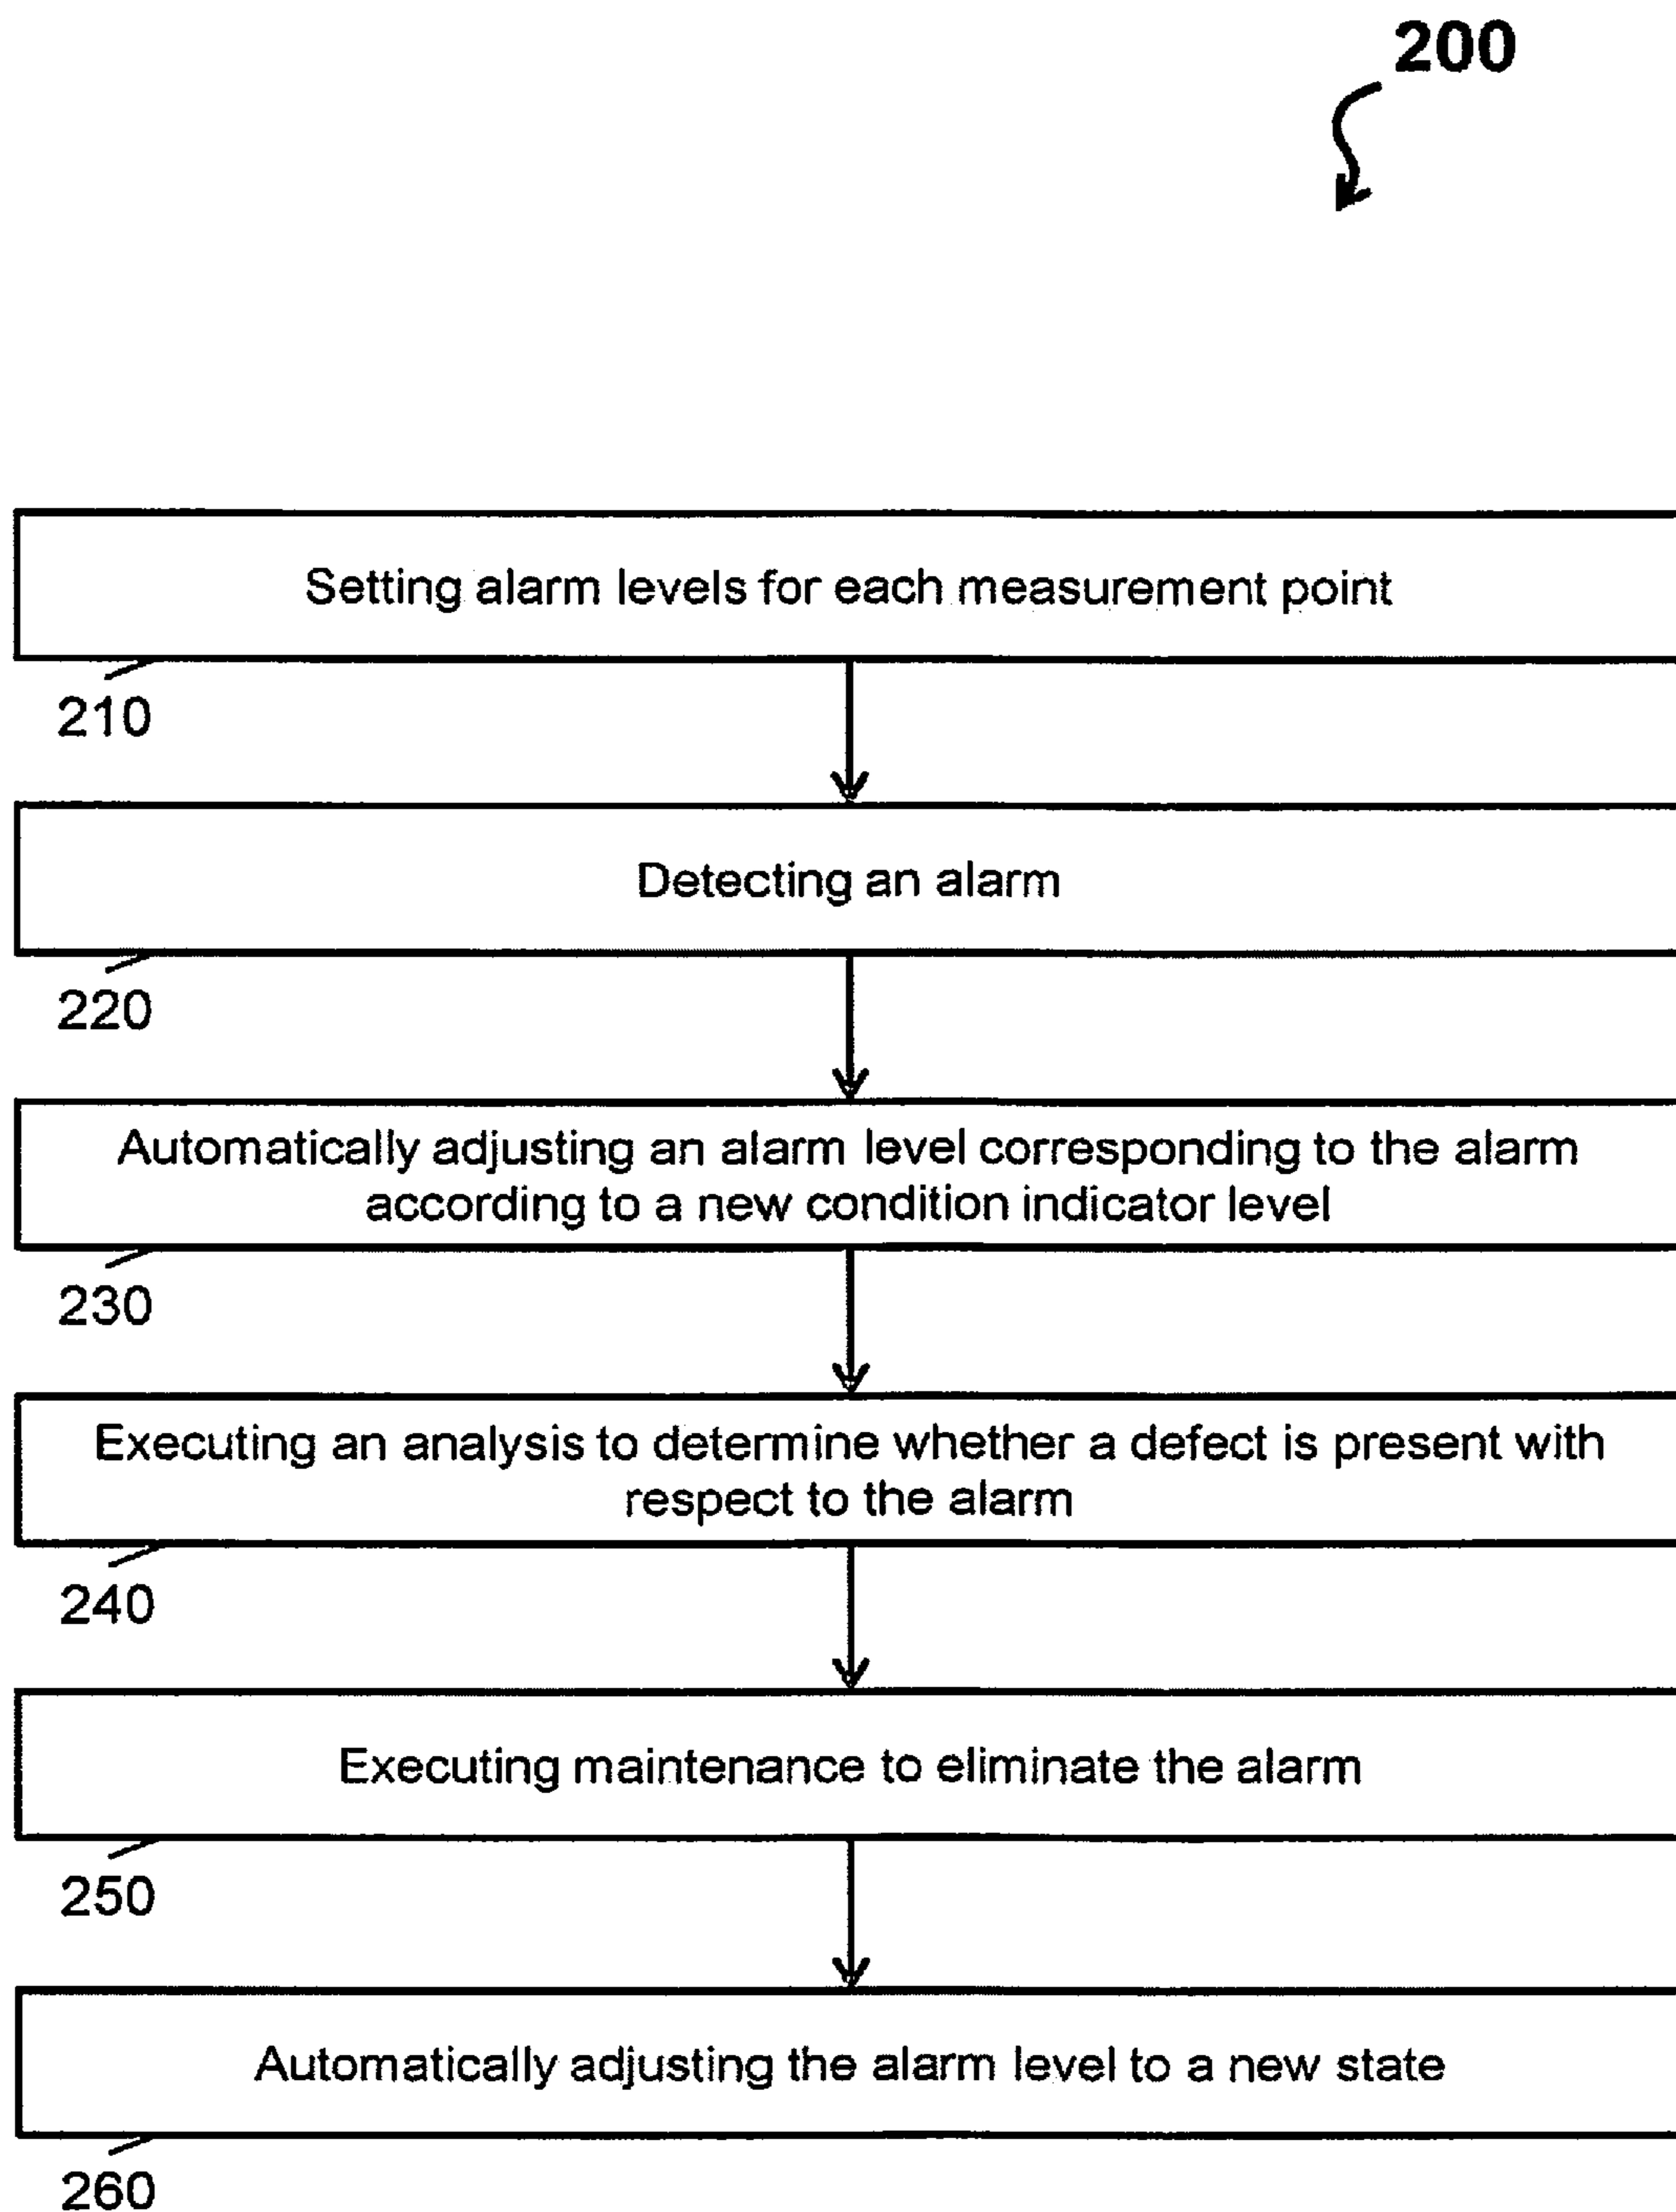 200
Setting alarm levels for each measurement point
210
Detecting an alarm
220
Automatically adjusting an alarm level corresponding to the alarm
according to a new condition indicator level
230
Executing an analysis to determine whether a defect is present with
respect to the alarm
240
Executing maintenance to eliminate the alarm
250
Automatically adjusting the alarm level to a new state
260